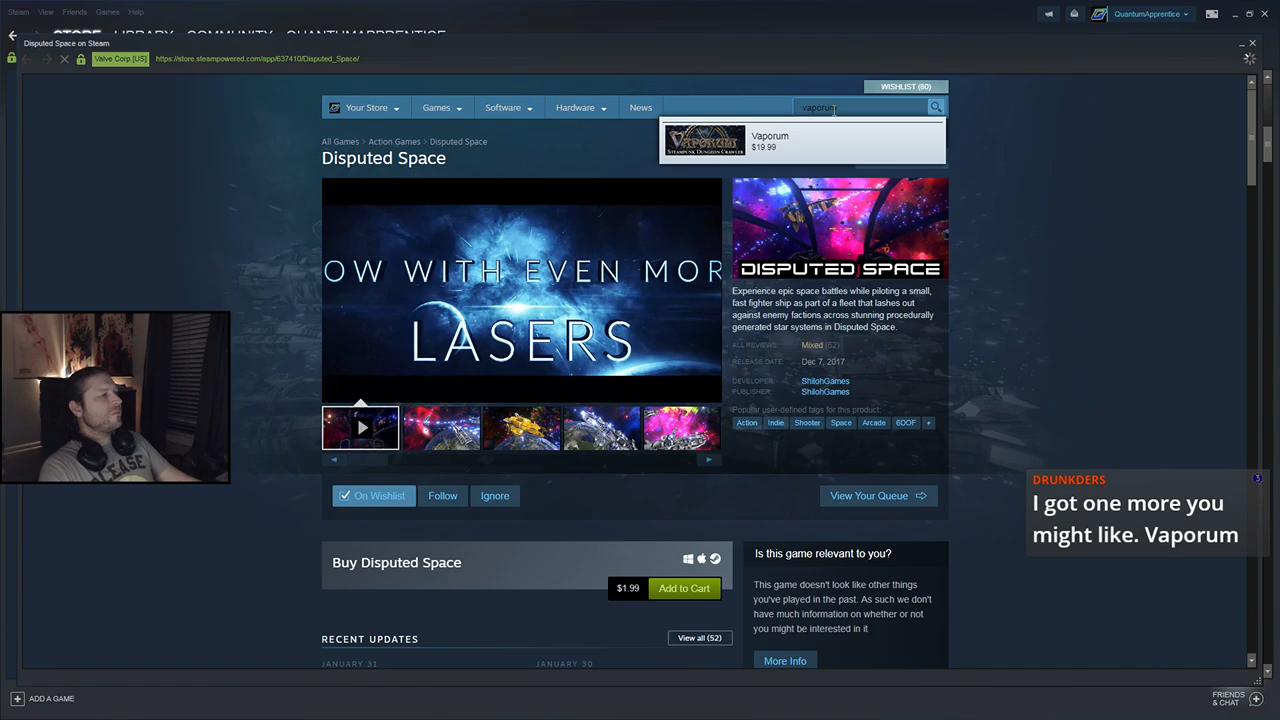 Steam View Friends Games Help
QuantumApprentice
STORE LIBRARY COMMUNITY QUANTUMAPPRENTICE
Disputed Space on Steam
Valve Corp [US] https://store.steampowered.com/app/637410/Disputed_Space/
WISHLIST (80)
Your Store Games Software Hardware News vaporum
VAPORUM
STEAMPUNK DUNGEON CRAWLER
Vaporum
$19.99
All Games > Action Games > Disputed Space
Disputed Space
OW WITH EVEN MOR
LASERS
DISPUTED SPACE
Experience epic space battles while piloting a small,
fast fighter ship as part of a fleet that lashes out
against enemy factions across stunning procedurally
generated star systems in Disputed Space.
ALL REVIEWS: Mixed (62)
RELEASE DATE: Dec 7, 2017
DEVELOPER: ShilohGames
PUBLISHER: ShilohGames
Popular user-defined tags for this product:
Action Indie Shooter Space Arcade 6DOF +
On Wishlist Follow Ignore View Your Queue
DRUNKDERS 3
I got one more you
might like. Vaporum
Buy Disputed Space
$1.99 Add to Cart
Is this game relevant to you?
This game doesn't look like other things
you've played in the past. As such we don't
have much information on whether or not
you might be interested in it
More Info
RECENT UPDATES View all (52)
JANUARY 31 JANUARY 30
ADD A GAME
FRIENDS
& CHAT